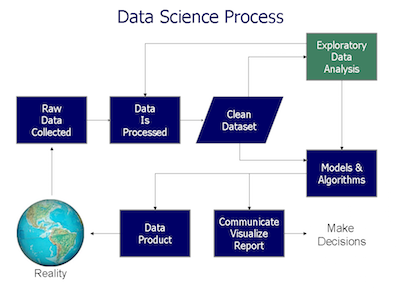 Data Science Process
Exploratory
Data
Analysis
Raw
Data
Collected
Data
Is
Processed
Clean
Dataset
Models &
Algorithms
Data
Product
Communicate
Visualize
Report
Make
Decisions
Reality